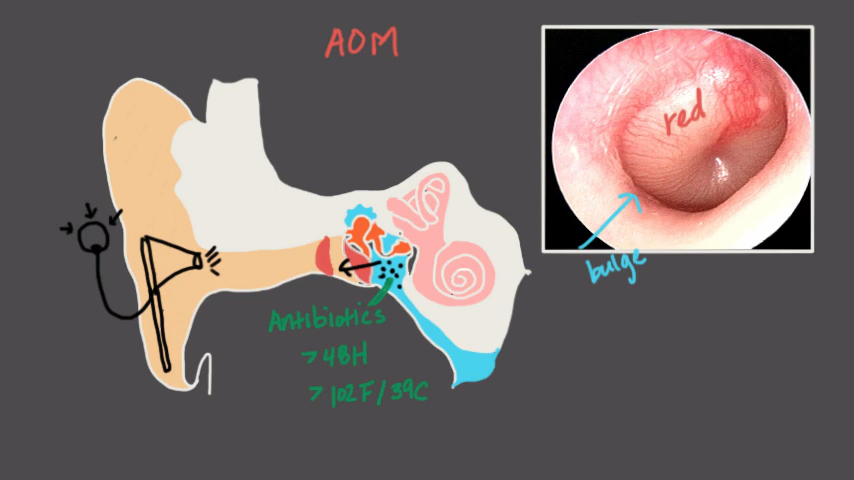 AOM
red
bulge
Antibiotics
>48H
>102F/39C